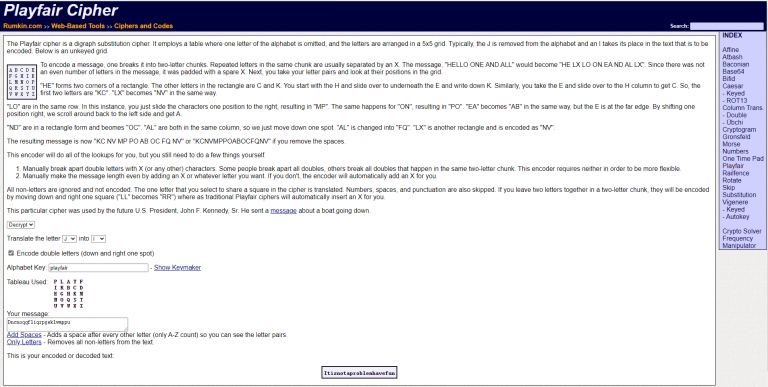 Playfair Cipher
Rumkin.com >> Web-Based Tools >> Ciphers and Codes
Search:
The Playfair cipher is a digraph substitution cipher. It employs a table where one letter of the alphabet is omitted, and the letters are arranged in a 5x5 grid. Typically, the J is removed from the alphabet and an I takes its place in the text that is to be
encoded. Below is an unkeyed grid.
A B C D E
F G H I K
L M N O P
Q R S T U
V W X Y Z
To encode a message, one breaks it into two-letter chunks. Repeated letters in the same chunk are usually separated by an X. The message, "HELLO ONE AND ALL" would become "HE LX LO ON EA ND AL LX". Since there was not
an even number of letters in the message, it was padded with a spare X. Next, you take your letter pairs and look at their positions in the grid.
"HE" forms two corners of a rectangle. The other letters in the rectangle are C and K. You start with the H and slide over to underneath the E and write down K. Similarly, you take the E and slide over to the H column to get C. So, the
first two letters are "KC". "LX" becomes "NV" in the same way.
"LO" are in the same row. In this instance, you just slide the characters one position to the right, resulting in "MP". The same happens for "ON", resulting in "PO". "EA" becomes "AB" in the same way, but the E is at the far edge. By shifting one
position right, we scroll around back to the left side and get A.
"ND" are in a rectangle form and beomes "OC". "AL" are both in the same column, so we just move down one spot. "AL" is changed into "FQ". "LX" is another rectangle and is encoded as "NV".
The resulting message is now "KC NV MP PO AB OC FQ NV" or "KCNVMPPOABOCFQNV" if you remove the spaces.
This encoder will do all of the lookups for you, but you still need to do a few things yourself.
1. Manually break apart double letters with X (or any other) characters. Some people break apart all doubles, others break all doubles that happen in the same two-letter chunk. This encoder requires neither in order to be more flexible.
2. Manually make the message length even by adding an X or whatever letter you want. If you don't, the encoder will automatically add an X for you.
All non-letters are ignored and not encoded. The one letter that you select to share a square in the cipher is translated. Numbers, spaces, and punctuation are also skipped. If you leave two letters together in a two-letter chunk, they will be encoded
by moving down and right one square ("LL" becomes "RR") where as traditional Playfair ciphers will automatically insert an X for you.
This particular cipher was used by the future U.S. President, John F. Kennedy, Sr. He sent a message about a boat going down.
Decrypt
Translate the letter J into I
Encode double letters (down and right one spot)
Alphabet Key: playfair - Show Keymaker
Tableau Used:
P L A Y F
I R B C D
E G H K M
N O Q S T
U V W X Z
Your message:
Add Spaces - Adds a space after every other letter (only A-Z count) so you can see the letter pairs.
Only Letters - Removes all non-letters from the text.
This is your encoded or decoded text:
Itisnotaproblemhavefun
INDEX
Affine
Atbash
Baconian
Base64
Bifid
Caesar
- Keyed
- ROT13
Column Trans.
- Double
- Übchi
Cryptogram
Gronsfeld
Morse
Numbers
One Time Pad
Playfair
Railfence
Rotate
Skip
Substitution
Vigenere
- Keyed
- Autokey
Crypto Solver
Frequency
Manipulator